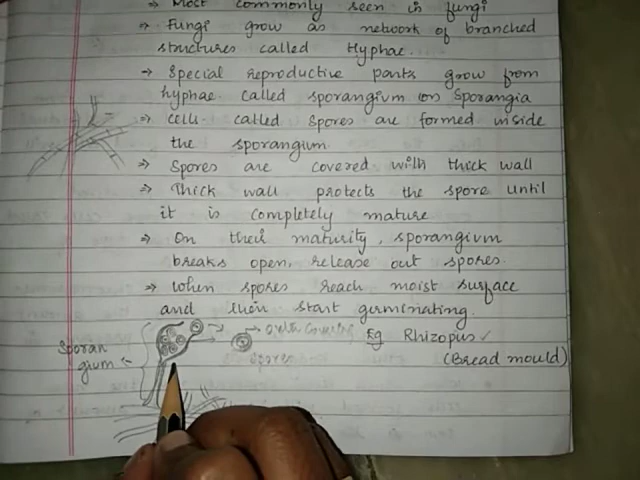 ⇒ Most commonly seen in fungi
⇒ Fungi grow as network of branched
structures called Hyphae.
⇒ Special reproductive parts grow from
hyphae called sporangium (or) Sporangia
⇒ Cells called Spores are formed inside
the sporangium
⇒ Spores are covered with thick wall
⇒ Thick wall protects the spore until
it is completely mature
⇒ On their maturity, sporangium
breaks open, release out spores.
⇒ When spores reach moist surface
and then start germinating.
→ covering Eg Rhizopus ✓
Sporan
gium spores (Bread mould)